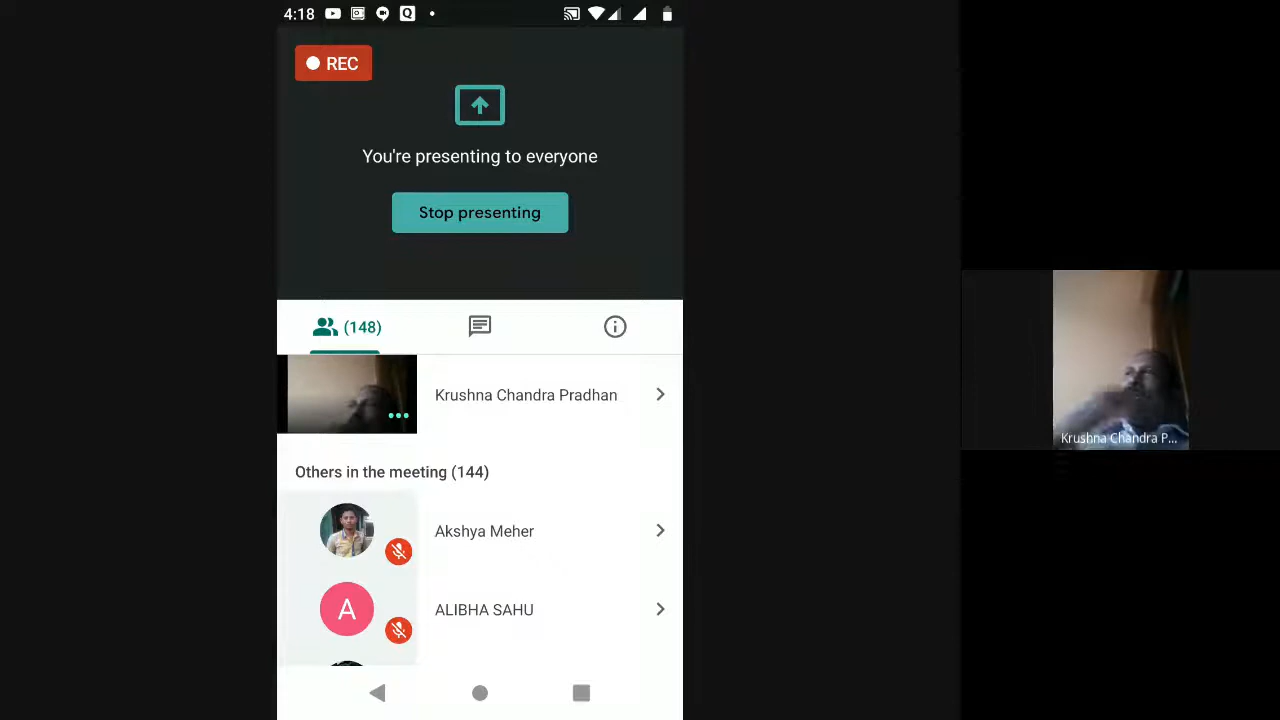 4:18
REC
You're presenting to everyone
Stop presenting
(148)
Krushna Chandra Pradhan
Others in the meeting (144)
Akshya Meher
A
ALIBHA SAHU
Krushna Chandra P...